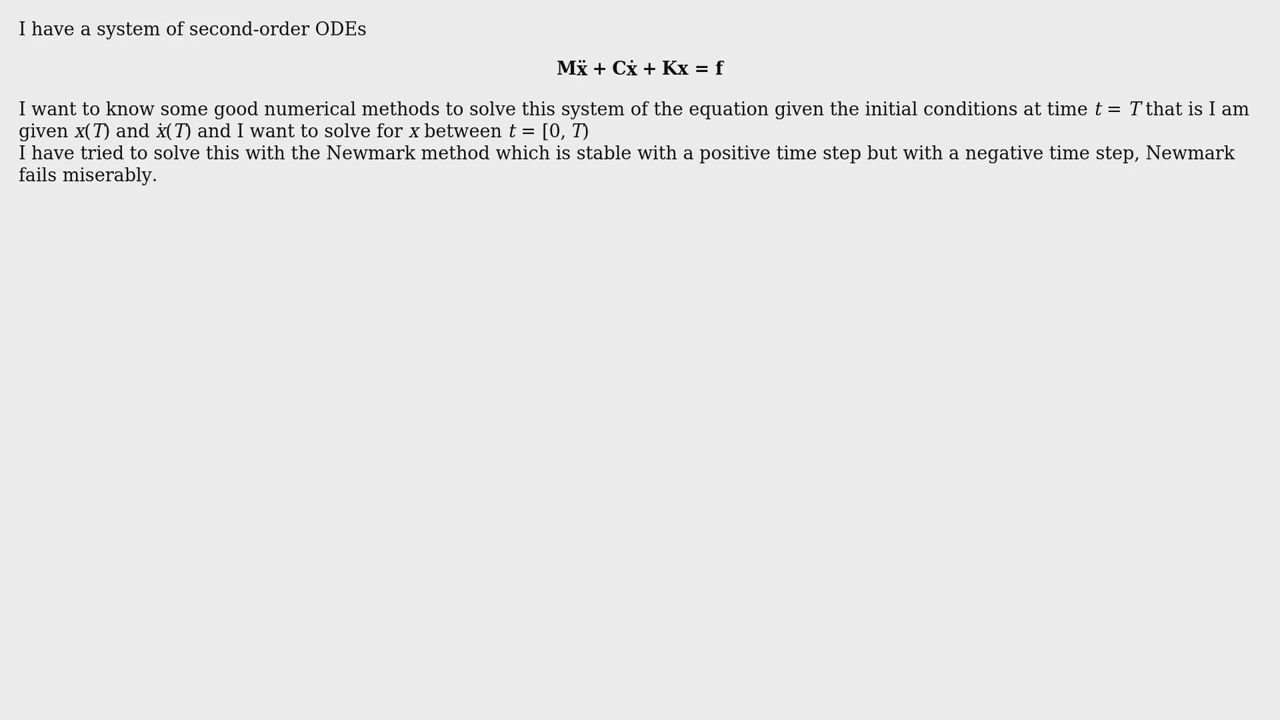 I have a system of second-order ODEs
Mẍ + Cẋ + Kx = f
I want to know some good numerical methods to solve this system of the equation given the initial conditions at time t = T that is I am
given x(T) and ẋ(T) and I want to solve for x between t = [0, T)
I have tried to solve this with the Newmark method which is stable with a positive time step but with a negative time step, Newmark
fails miserably.